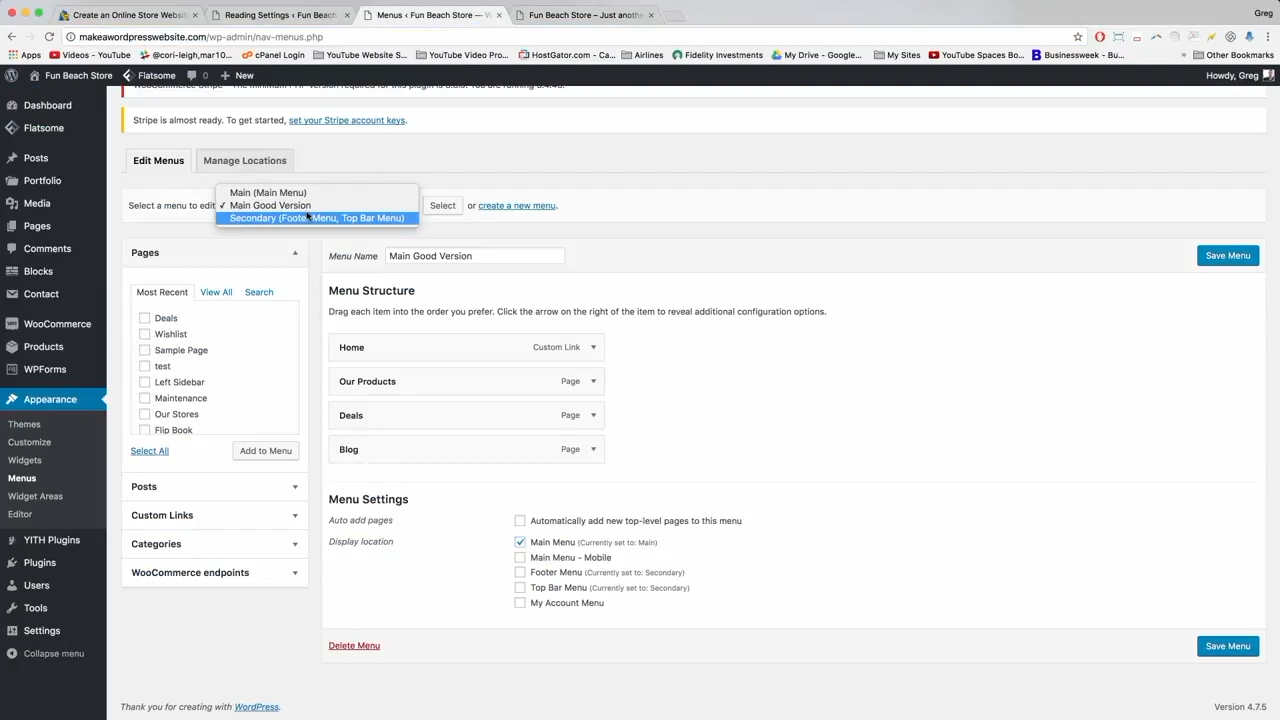 Greg
Create an Online Store Websit
Reading Settings ‹ Fun Beach
Menus ‹ Fun Beach Store — W
Fun Beach Store – Just anothe
makeawordpresswebsite.com/wp-admin/nav-menus.php
Apps
Videos - YouTube
@cori-leigh,mar10...
cPanel Login
YouTube Website S...
YouTube Video Pro...
HostGator.com - Ca...
Airlines
Fidelity Investments
My Drive - Google...
My Sites
YouTube Spaces Bo...
Businessweek - Bu...
»
Other Bookmarks
Fun Beach Store
Flatsome
0
+ New
Howdy, Greg
Stripe is almost ready. To get started, set your Stripe account keys.
Edit Menus
Manage Locations
Select a menu to edit
Main (Main Menu)
✓ Main Good Version
Secondary (Footer Menu, Top Bar Menu)
Select
or create a new menu.
Dashboard
Flatsome
Posts
Portfolio
Media
Pages
Comments
Blocks
Contact
WooCommerce
Products
WPForms
Appearance
Themes
Customize
Widgets
Menus
Widget Areas
Editor
YITH Plugins
Plugins
Users
Tools
Settings
Collapse menu
Pages
Most Recent
View All
Search
Deals
Wishlist
Sample Page
test
Left Sidebar
Maintenance
Our Stores
Flip Book
Select All
Add to Menu
Posts
Custom Links
Categories
WooCommerce endpoints
Menu Name
Main Good Version
Save Menu
Menu Structure
Drag each item into the order you prefer. Click the arrow on the right of the item to reveal additional configuration options.
Home
Custom Link
Our Products
Page
Deals
Page
Blog
Page
Menu Settings
Auto add pages
Automatically add new top-level pages to this menu
Display location
Main Menu (Currently set to: Main)
Main Menu - Mobile
Footer Menu (Currently set to: Secondary)
Top Bar Menu (Currently set to: Secondary)
My Account Menu
Delete Menu
Save Menu
Thank you for creating with WordPress.
Version 4.7.5